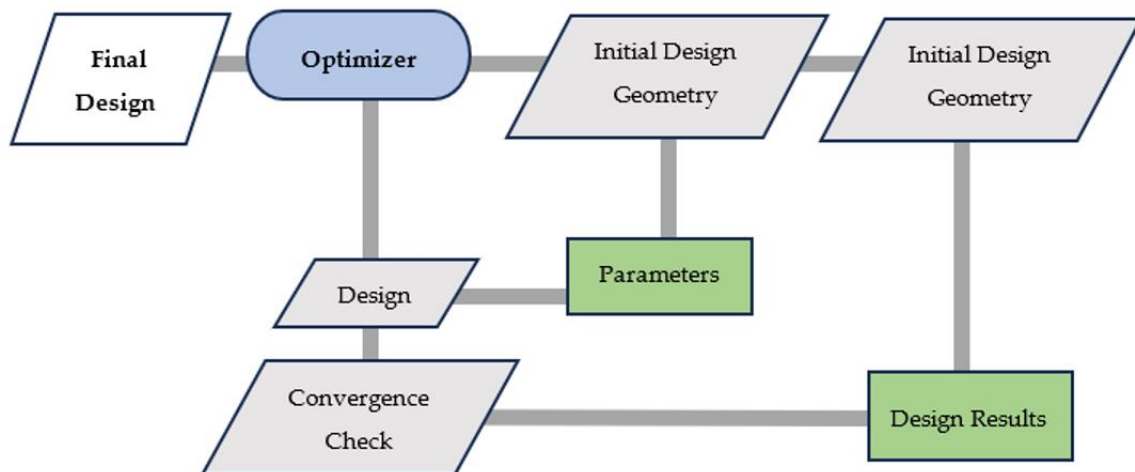 Final
Design
Optimizer
Initial Design
Geometry
Initial Design
Geometry
Parameters
Design
Convergence
Check
Design Results